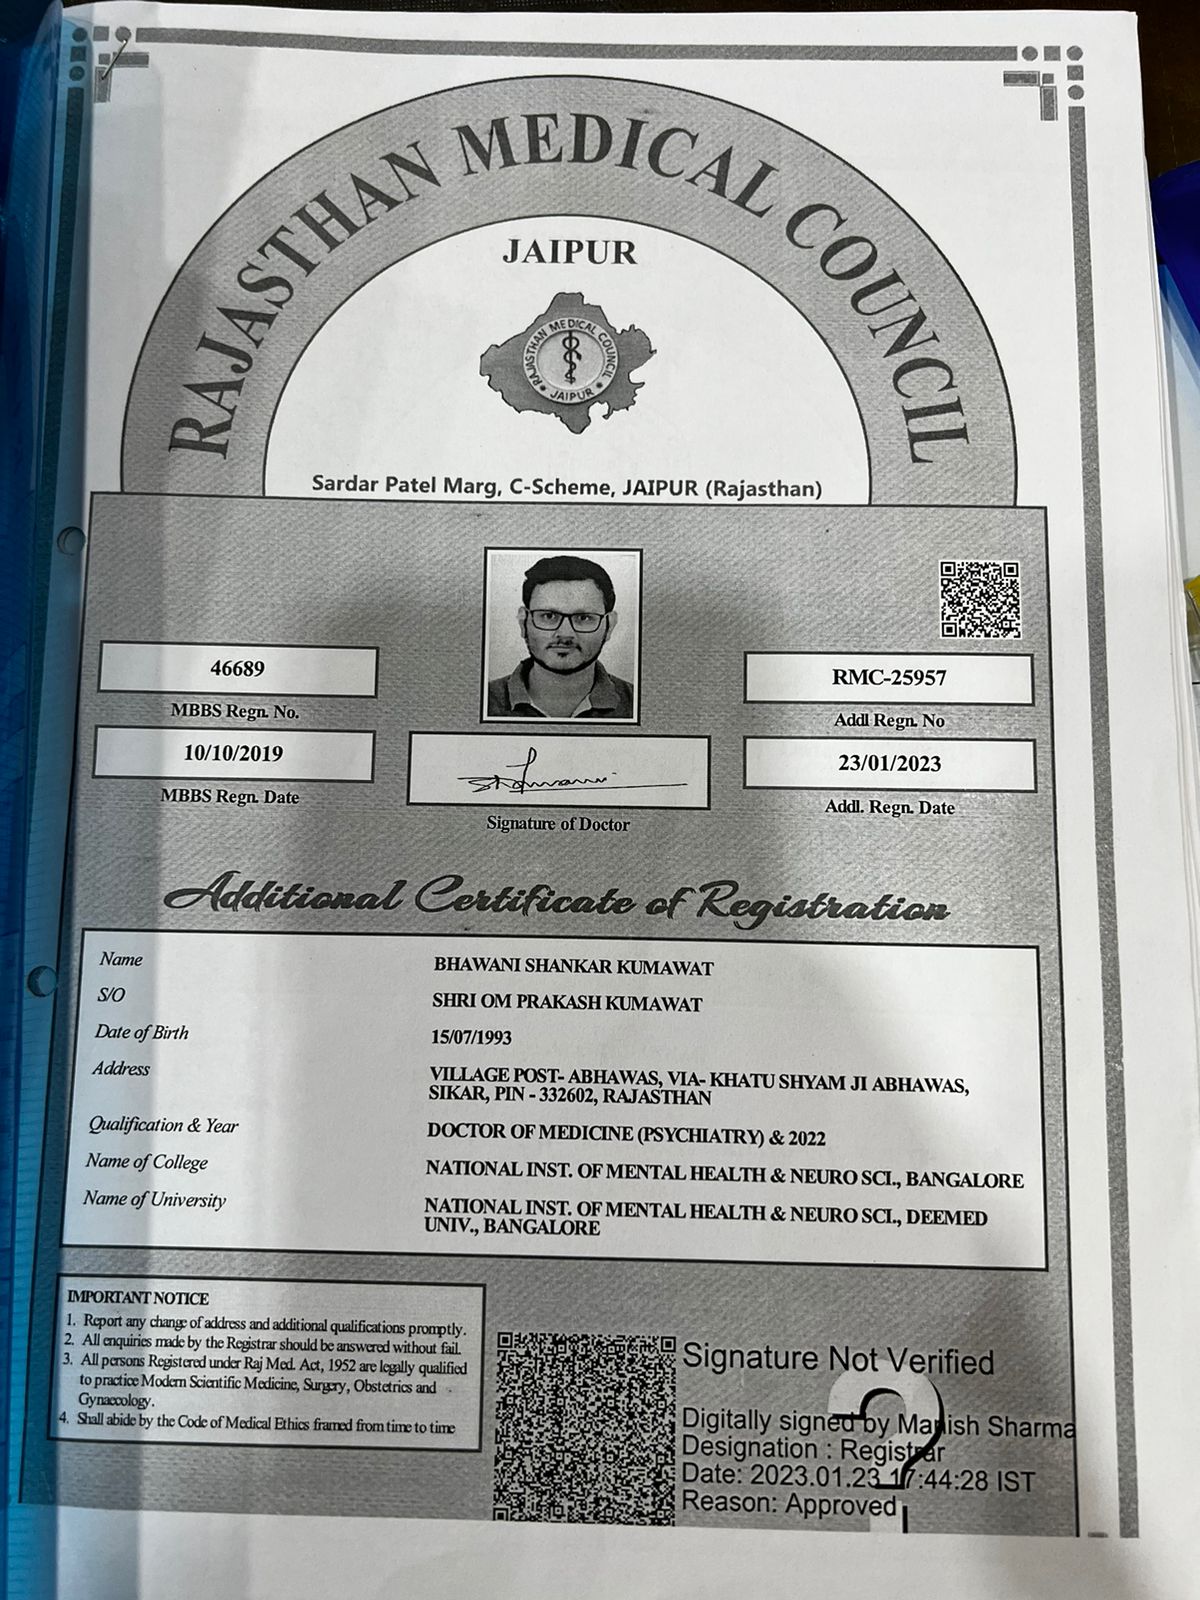 RAJASTHAN MEDICAL COUNCIL
JAIPUR
RAJASTHAN MEDICAL COUNCIL
JAIPUR
Sardar Patel Marg, C-Scheme, JAIPUR (Rajasthan)
46689
MBBS Regn. No.
RMC-25957
Addl Regn. No
10/10/2019
MBBS Regn. Date
Signature of Doctor
23/01/2023
Addl. Regn. Date
Additional Certificate of Registration
Name BHAWANI SHANKAR KUMAWAT
S/O SHRI OM PRAKASH KUMAWAT
Date of Birth 15/07/1993
Address VILLAGE POST- ABHAWAS, VIA- KHATU SHYAM JI ABHAWAS,
SIKAR, PIN - 332602, RAJASTHAN
Qualification & Year DOCTOR OF MEDICINE (PSYCHIATRY) & 2022
Name of College NATIONAL INST. OF MENTAL HEALTH & NEURO SCI., BANGALORE
Name of University NATIONAL INST. OF MENTAL HEALTH & NEURO SCI., DEEMED
UNIV., BANGALORE
IMPORTANT NOTICE
1. Report any change of address and additional qualifications promptly.
2. All enquiries made by the Registrar should be answered without fail.
3. All persons Registered under Raj Med. Act, 1952 are legally qualified
to practice Modern Scientific Medicine, Surgery, Obstetrics and
Gynaecology.
4. Shall abide by the Code of Medical Ethics framed from time to time
Signature Not Verified
Digitally signed by Manish Sharma
Designation : Registrar
Date: 2023.01.23 17:44:28 IST
Reason: Approved